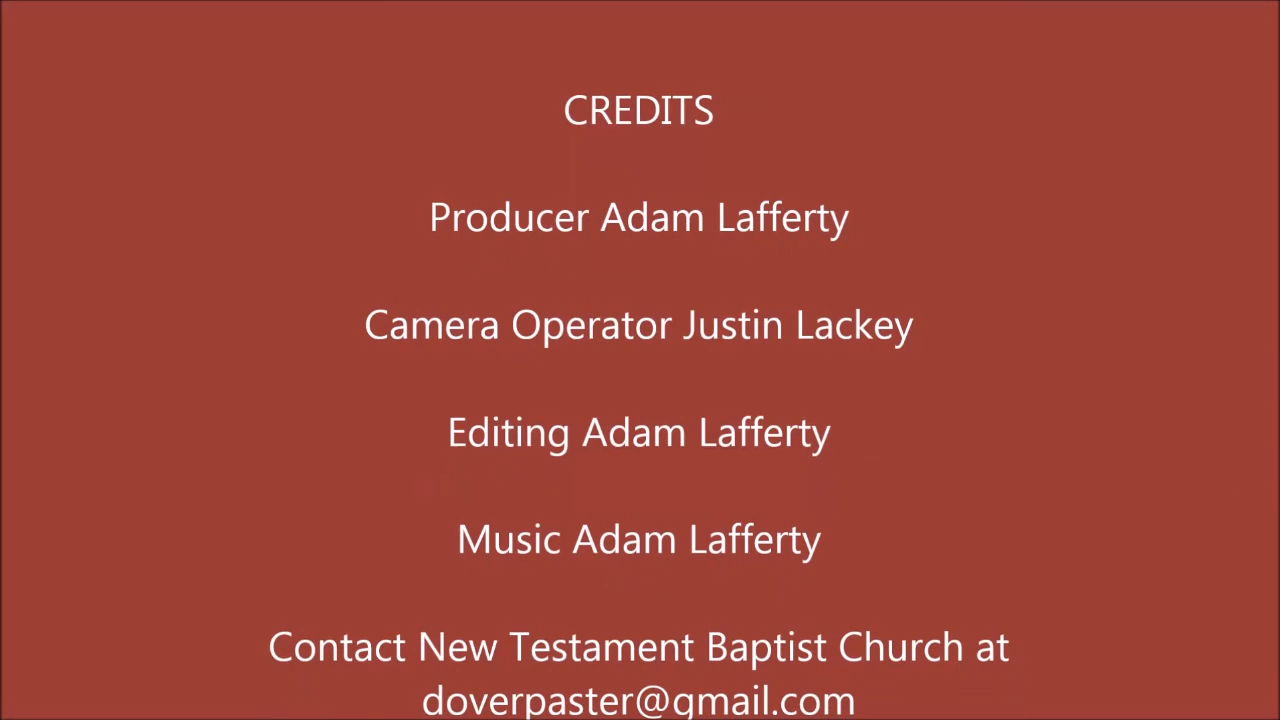 CREDITS
Producer Adam Lafferty
Camera Operator Justin Lackey
Editing Adam Lafferty
Music Adam Lafferty
Contact New Testament Baptist Church at
doverpaster@gmail.com